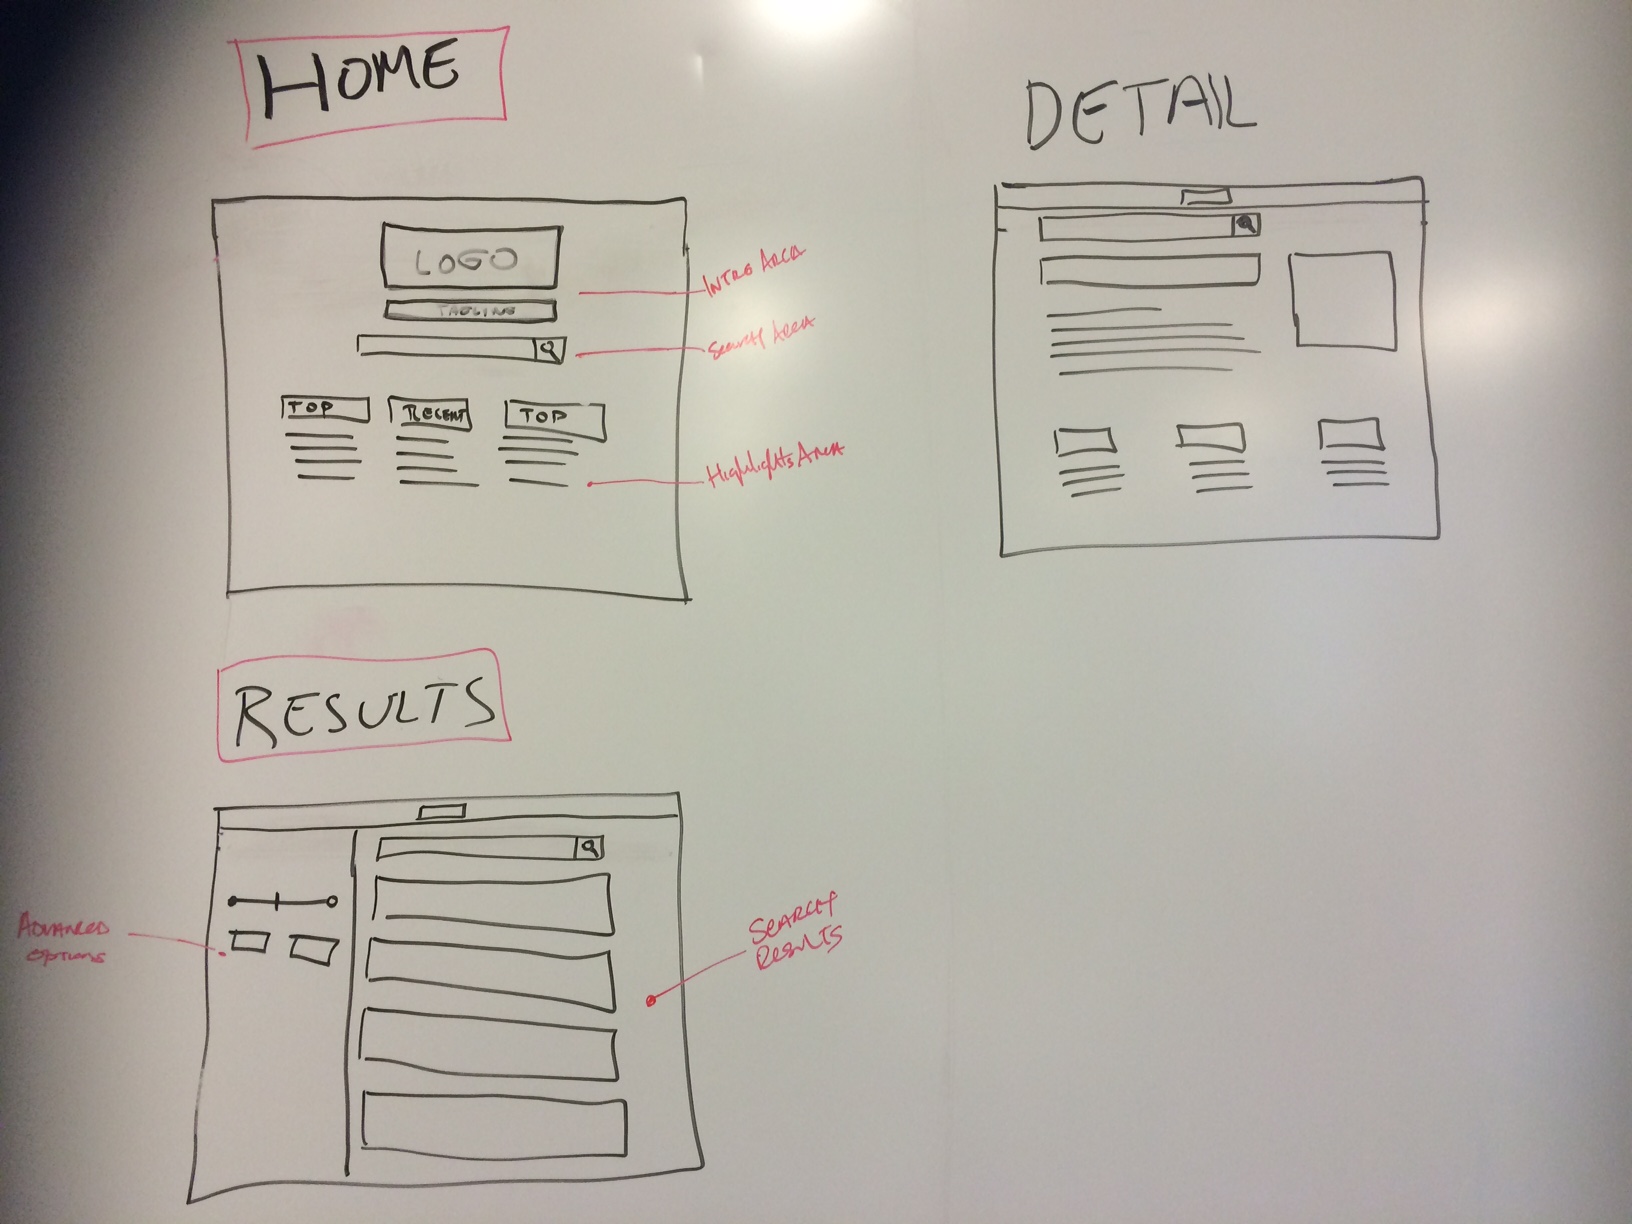 HOME
LOGO
TAGLINE
TOP
RECENT
TOP
INTRO AREA
SEARCH AREA
HIGHLIGHTS AREA
DETAIL
RESULTS
ADVANCED
OPTIONS
SEARCH
RESULTS